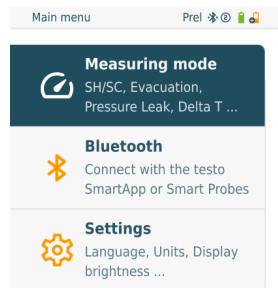 Main menu Prel ②
Measuring mode
SH/SC, Evacuation,
Pressure Leak, Delta T ...
Bluetooth
Connect with the testo
SmartApp or Smart Probes
Settings
Language, Units, Display
brightness ...